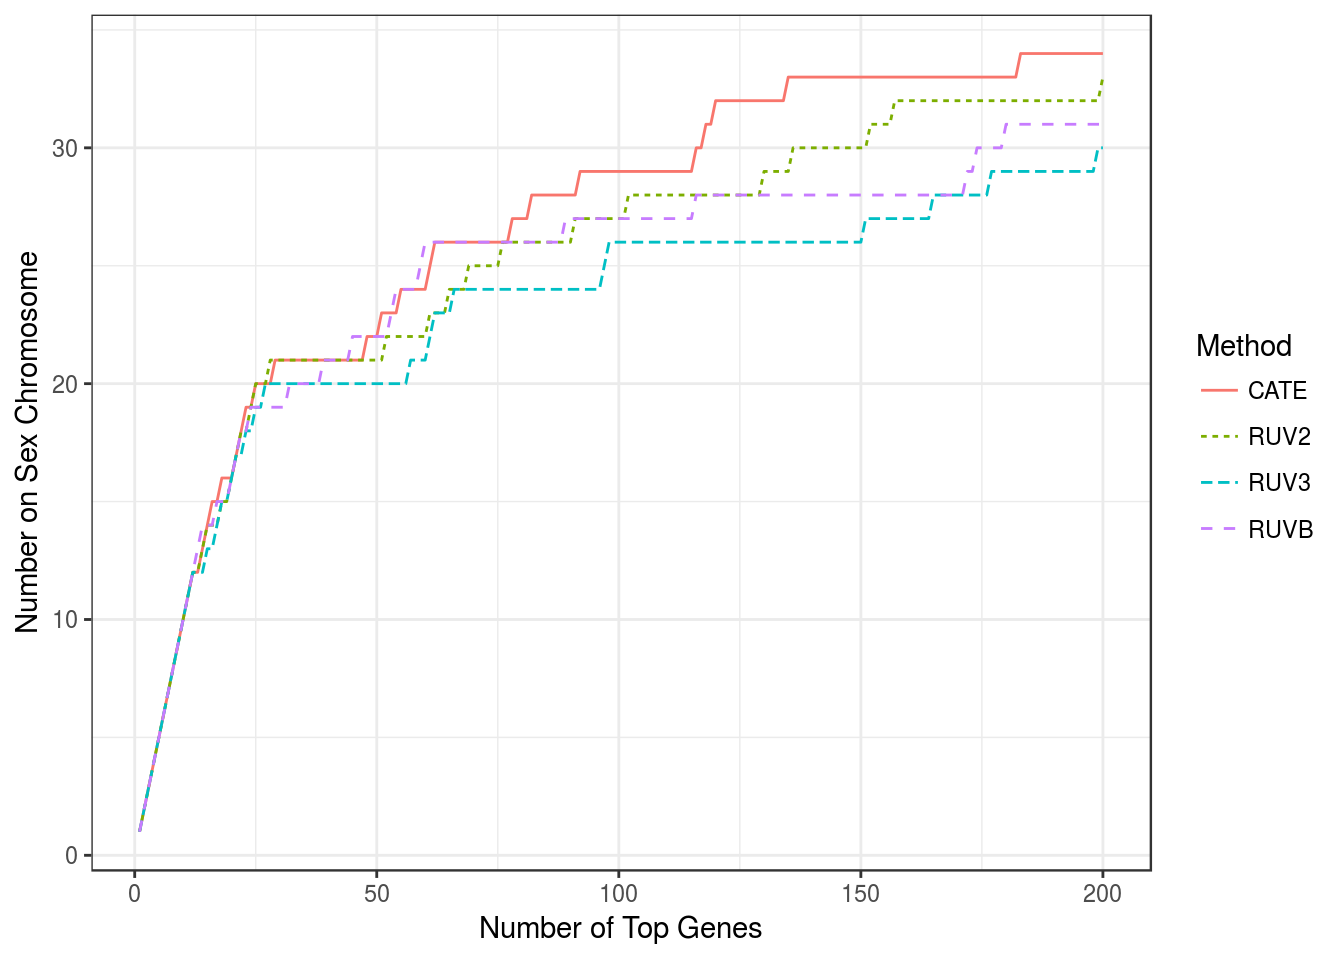 Number on Sex Chromosome
30
20
10
0
0 50 100 150 200
Number of Top Genes
Method
CATE
RUV2
RUV3
RUVB